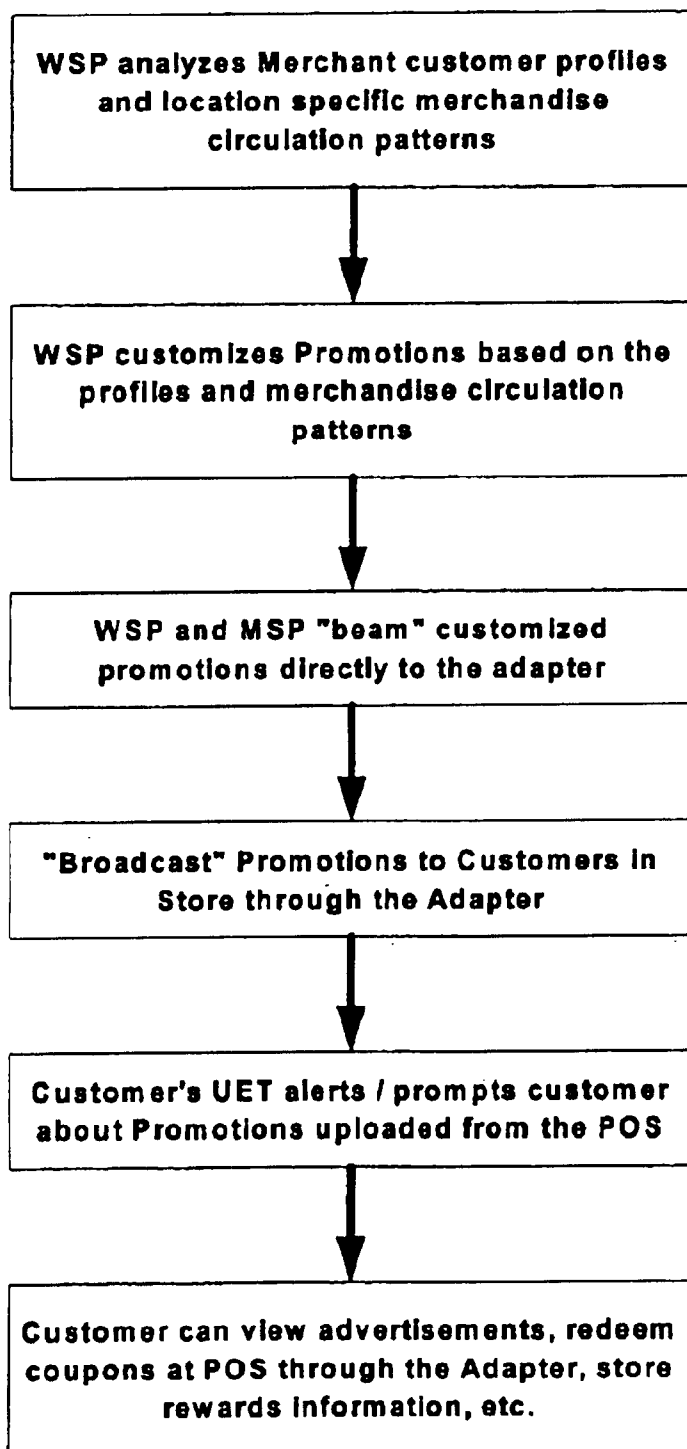 WSP analyzes Merchant customer profiles
and location specific merchandise
circulation patterns
WSP customizes Promotions based on the
profiles and merchandise circulation
patterns
WSP and MSP "beam" customized
promotions directly to the adapter
"Broadcast" Promotions to Customers in
Store through the Adapter
Customer's UET alerts / prompts customer
about Promotions uploaded from the POS
Customer can view advertisements, redeem
coupons at POS through the Adapter, store
rewards information, etc.